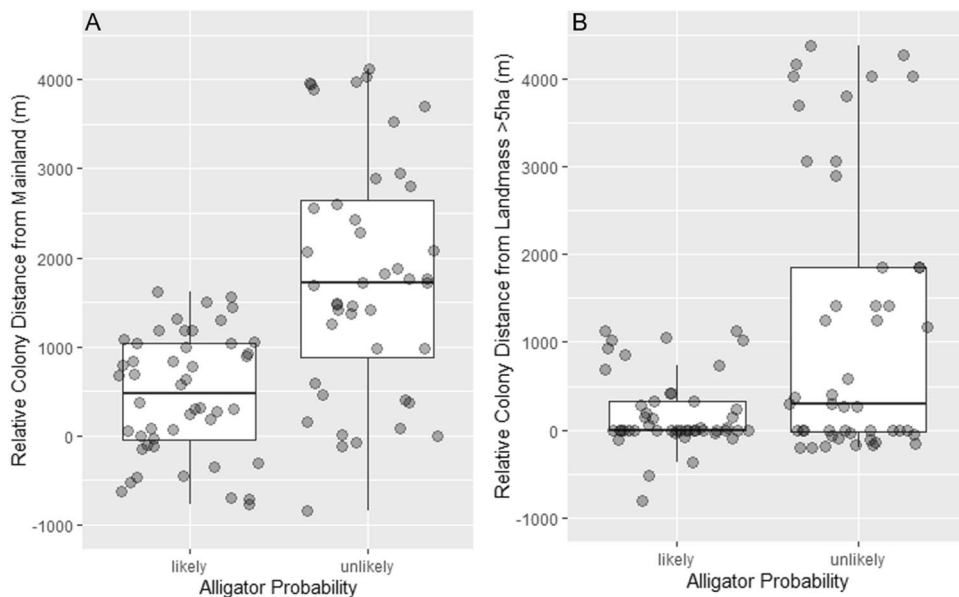 A
Relative Colony Distance from Mainland (m)
4000
3000
2000
1000
0
-1000
likely
unlikely
Alligator Probability
B
Relative Colony Distance from Landmass >5ha (m)
4000
3000
2000
1000
0
-1000
likely
unlikely
Alligator Probability